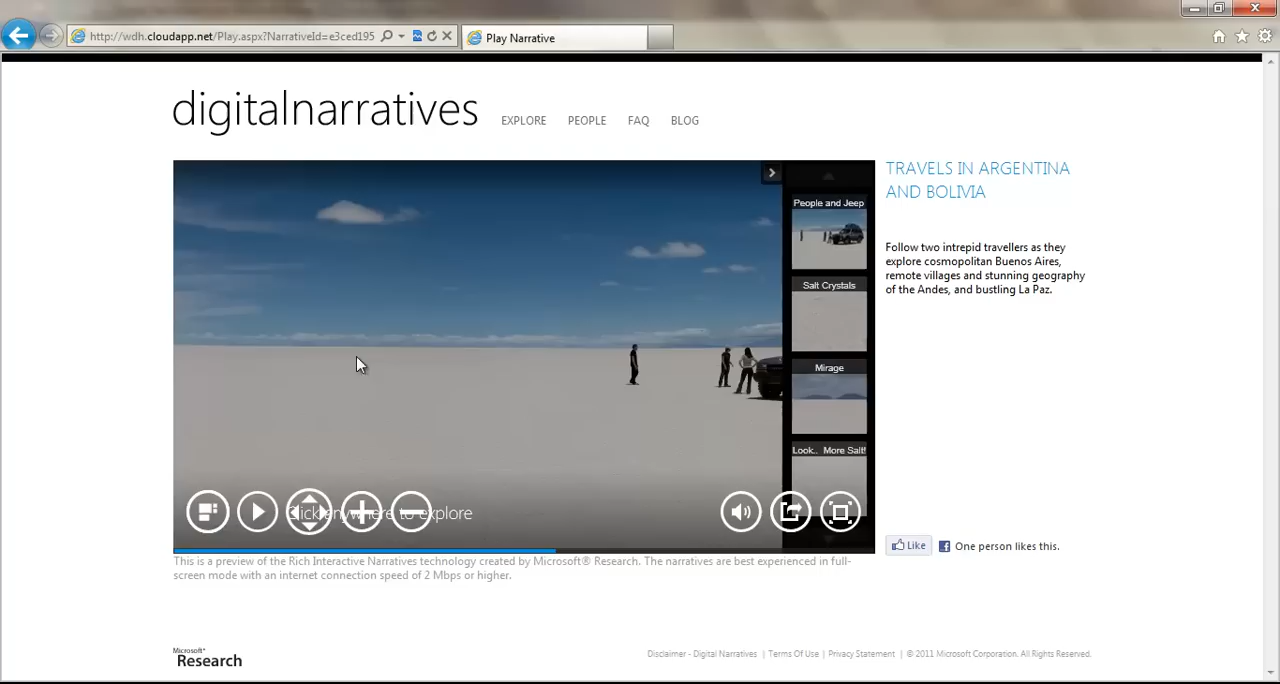 http://wdh.cloudapp.net/Play.aspx?NarrativeId=e3ced195
Play Narrative
digitalnarratives
EXPLORE PEOPLE FAQ BLOG
People and Jeep
Salt Crystals
Mirage
Look.. More Salt!
Click anywhere to explore
TRAVELS IN ARGENTINA
AND BOLIVIA
Follow two intrepid travellers as they
explore cosmopolitan Buenos Aires,
remote villages and stunning geography
of the Andes, and bustling La Paz.
Like One person likes this.
This is a preview of the Rich Interactive Narratives technology created by Microsoft® Research. The narratives are best experienced in full-
screen mode with an internet connection speed of 2 Mbps or higher.
Microsoft®
Research
Disclaimer - Digital Narratives | Terms Of Use | Privacy Statement | © 2011 Microsoft Corporation. All Rights Reserved.